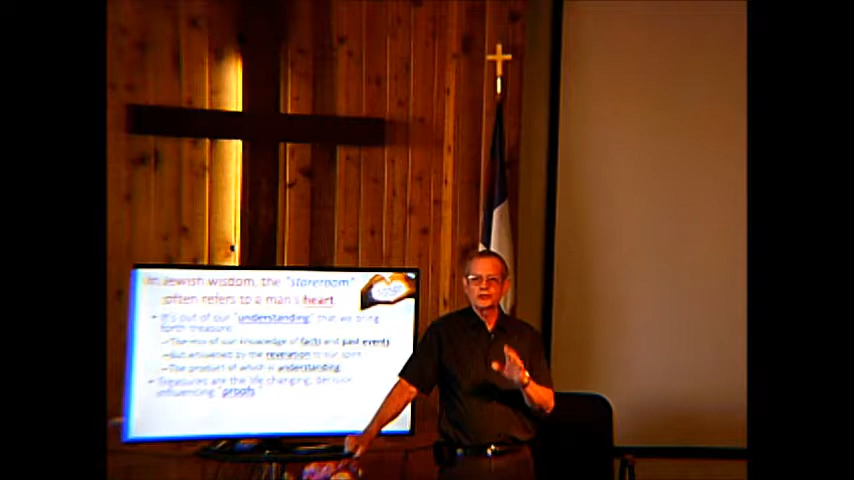 In Jewish wisdom, the "storeroom"
often refers to a man's heart.
• It's out of our "understanding" that we bring
forth treasure.
–The mix of our knowledge of facts and past events
–But answered by the revelation to our spirit
–The product of which is understanding
• Treasures are the life changing, decision
influencing "proofs"